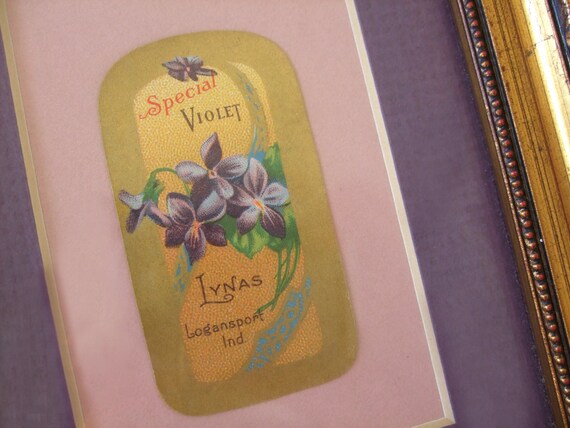 Special
VIOLET
LYNAS
Logansport
Ind